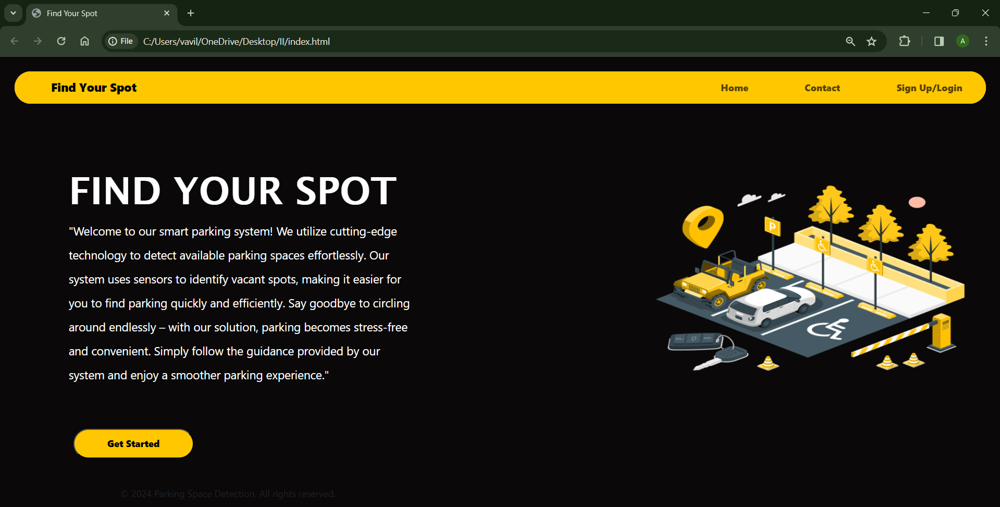 Find Your Spot
File C:/Users/vavil/OneDrive/Desktop/II/index.html
A
Find Your Spot Home Contact Sign Up/Login
FIND YOUR SPOT
"Welcome to our smart parking system! We utilize cutting-edge
technology to detect available parking spaces effortlessly. Our
system uses sensors to identify vacant spots, making it easier for
you to find parking quickly and efficiently. Say goodbye to circling
around endlessly – with our solution, parking becomes stress-free
and convenient. Simply follow the guidance provided by our
system and enjoy a smoother parking experience."
P
Get Started
© 2024 Parking Space Detection. All rights reserved.